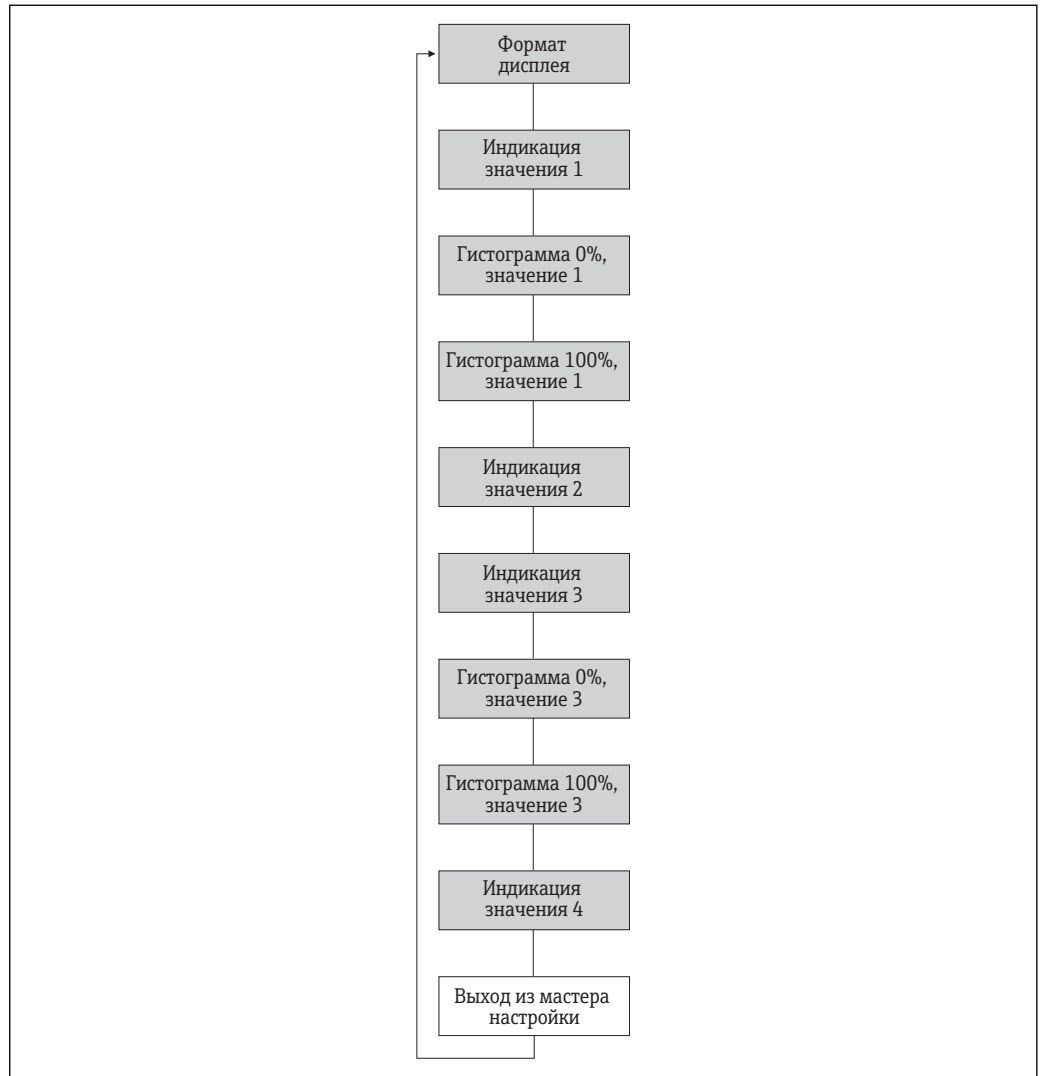 Формат
дисплея
Индикация
значения 1
Гистограмма 0%,
значение 1
Гистограмма 100%,
значение 1
Индикация
значения 2
Индикация
значения 3
Гистограмма 0%,
значение 3
Гистограмма 100%,
значение 3
Индикация
значения 4
Выход из мастера
настройки